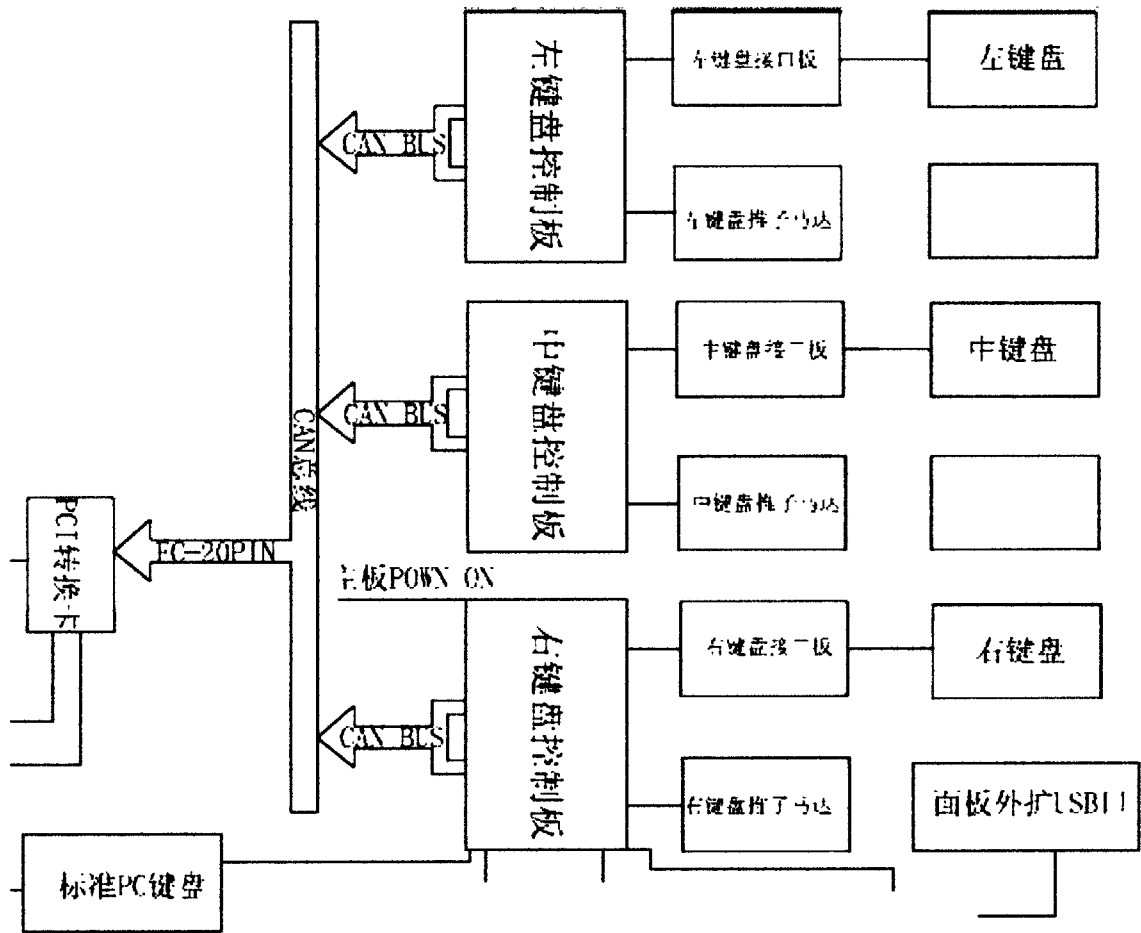 左键盘控制板
左键盘接口板
左键盘
CAN BUS
左键盘推子马达
中键盘控制板
中键盘接口板
中键盘
CAN BUS
中键盘推子马达
CAN总线
PCI转换卡
FC-20PIN
主板POWN ON
右键盘控制板
右键盘接口板
右键盘
CAN BUS
右键盘推子马达
面板外扩USB口
标准PC键盘